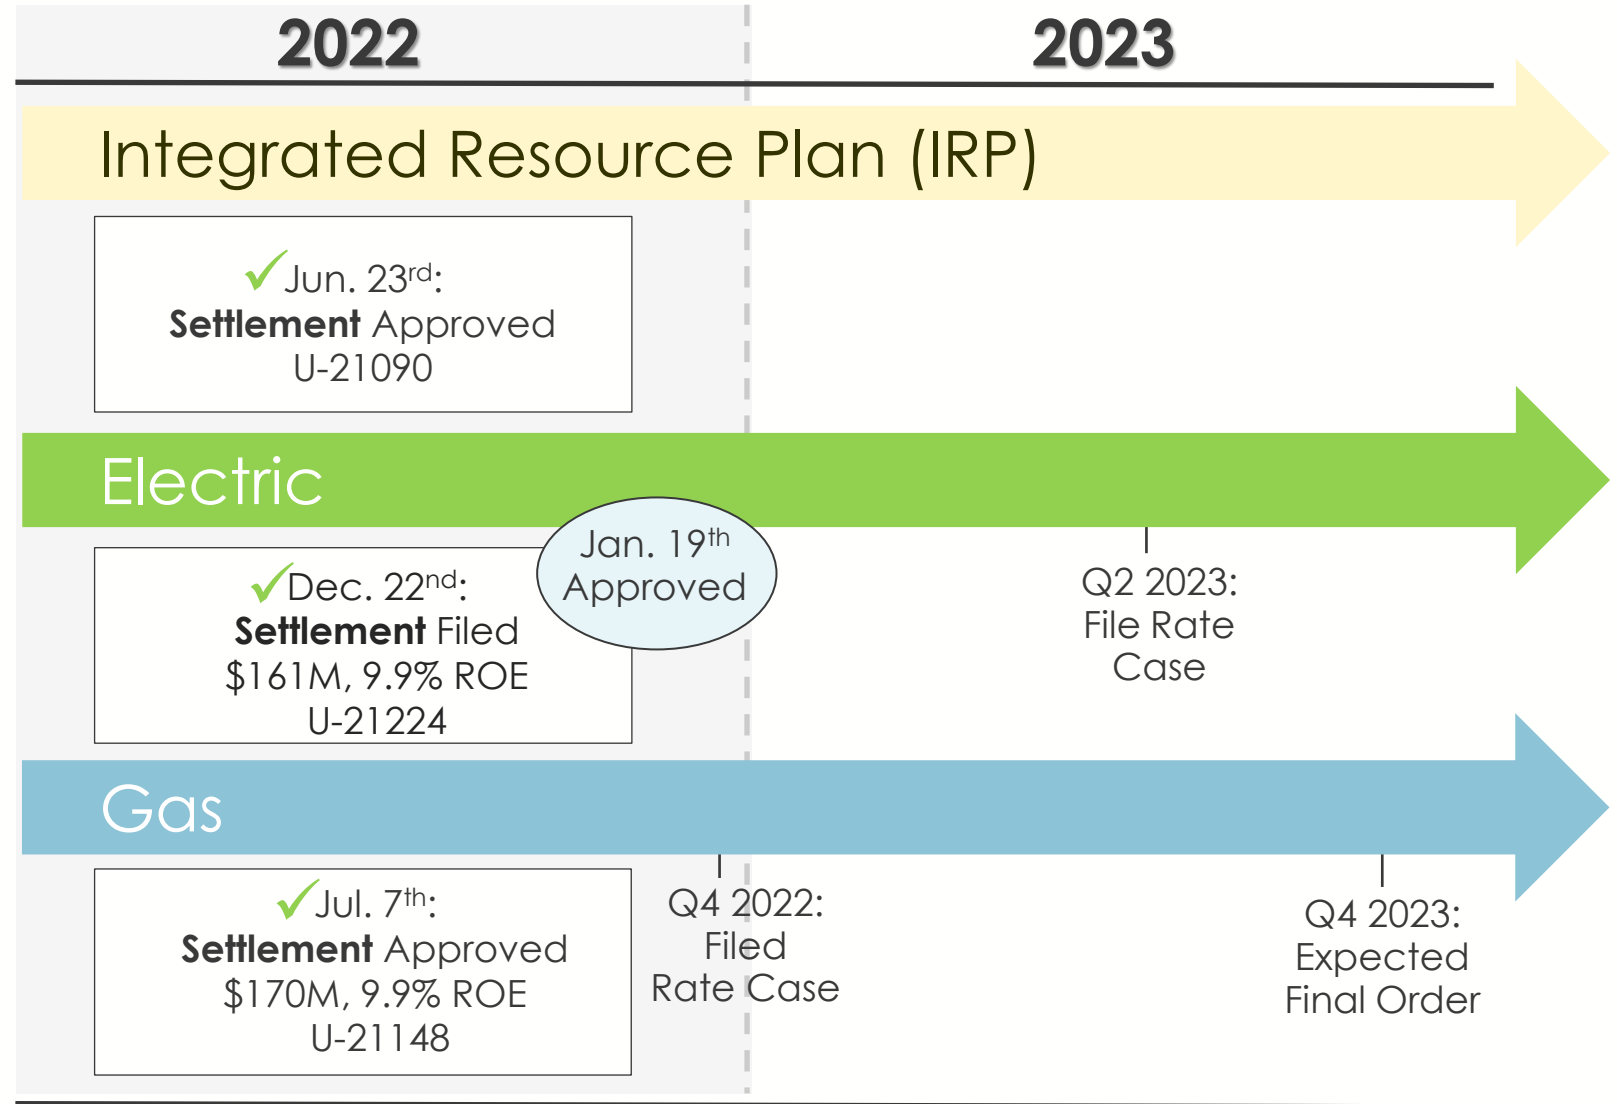 2022
2023
Integrated Resource Plan (IRP)
Jun. 23rd:
Settlement Approved
U-21090
Electric
Jan. 19th
Approved
Dec. 22nd:
Settlement Filed
$161M, 9.9% ROE
U-21224
Q2 2023:
File Rate
Case
Gas
Jul. 7th:
Settlement Approved
$170M, 9.9% ROE
U-21148
Q4 2022:
Filed
Rate Case
Q4 2023:
Expected
Final Order